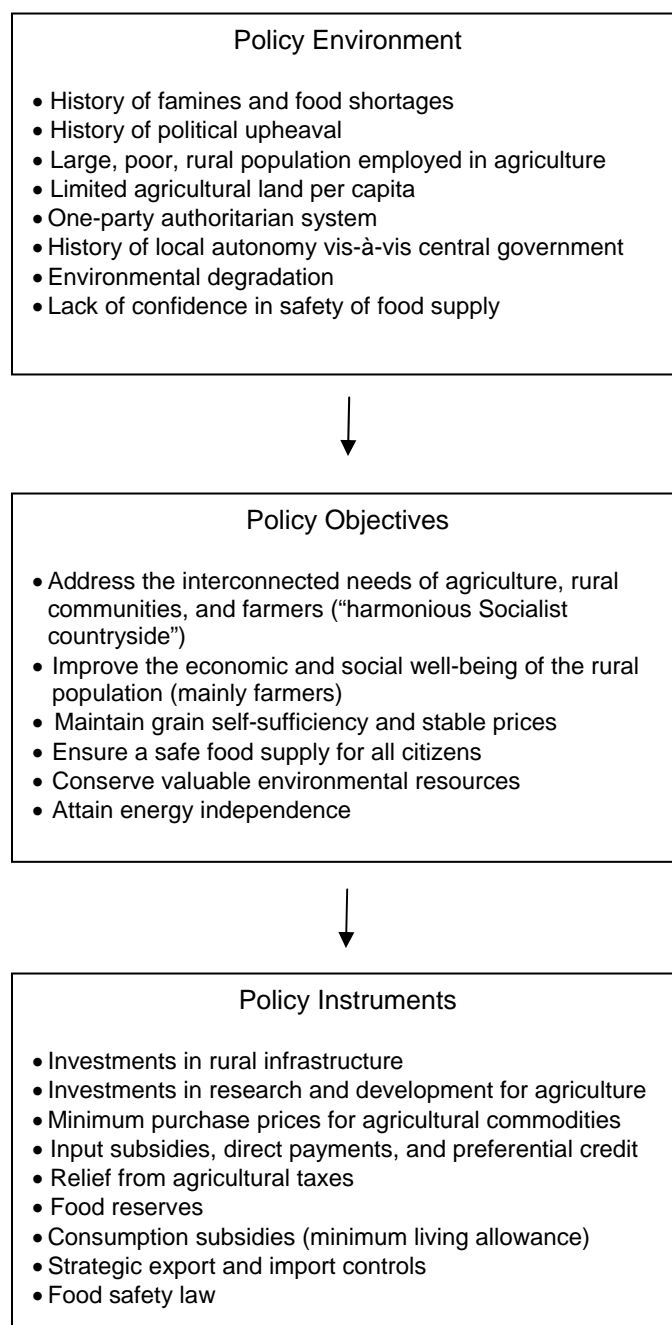 Policy Environment
• History of famines and food shortages
• History of political upheaval
• Large, poor, rural population employed in agriculture
• Limited agricultural land per capita
• One-party authoritarian system
• History of local autonomy vis-à-vis central government
• Environmental degradation
• Lack of confidence in safety of food supply
Policy Objectives
• Address the interconnected needs of agriculture, rural
communities, and farmers (“harmonious Socialist
countryside”)
• Improve the economic and social well-being of the rural
population (mainly farmers)
• Maintain grain self-sufficiency and stable prices
• Ensure a safe food supply for all citizens
• Conserve valuable environmental resources
• Attain energy independence
Policy Instruments
• Investments in rural infrastructure
• Investments in research and development for agriculture
• Minimum purchase prices for agricultural commodities
• Input subsidies, direct payments, and preferential credit
• Relief from agricultural taxes
• Food reserves
• Consumption subsidies (minimum living allowance)
• Strategic export and import controls
• Food safety law